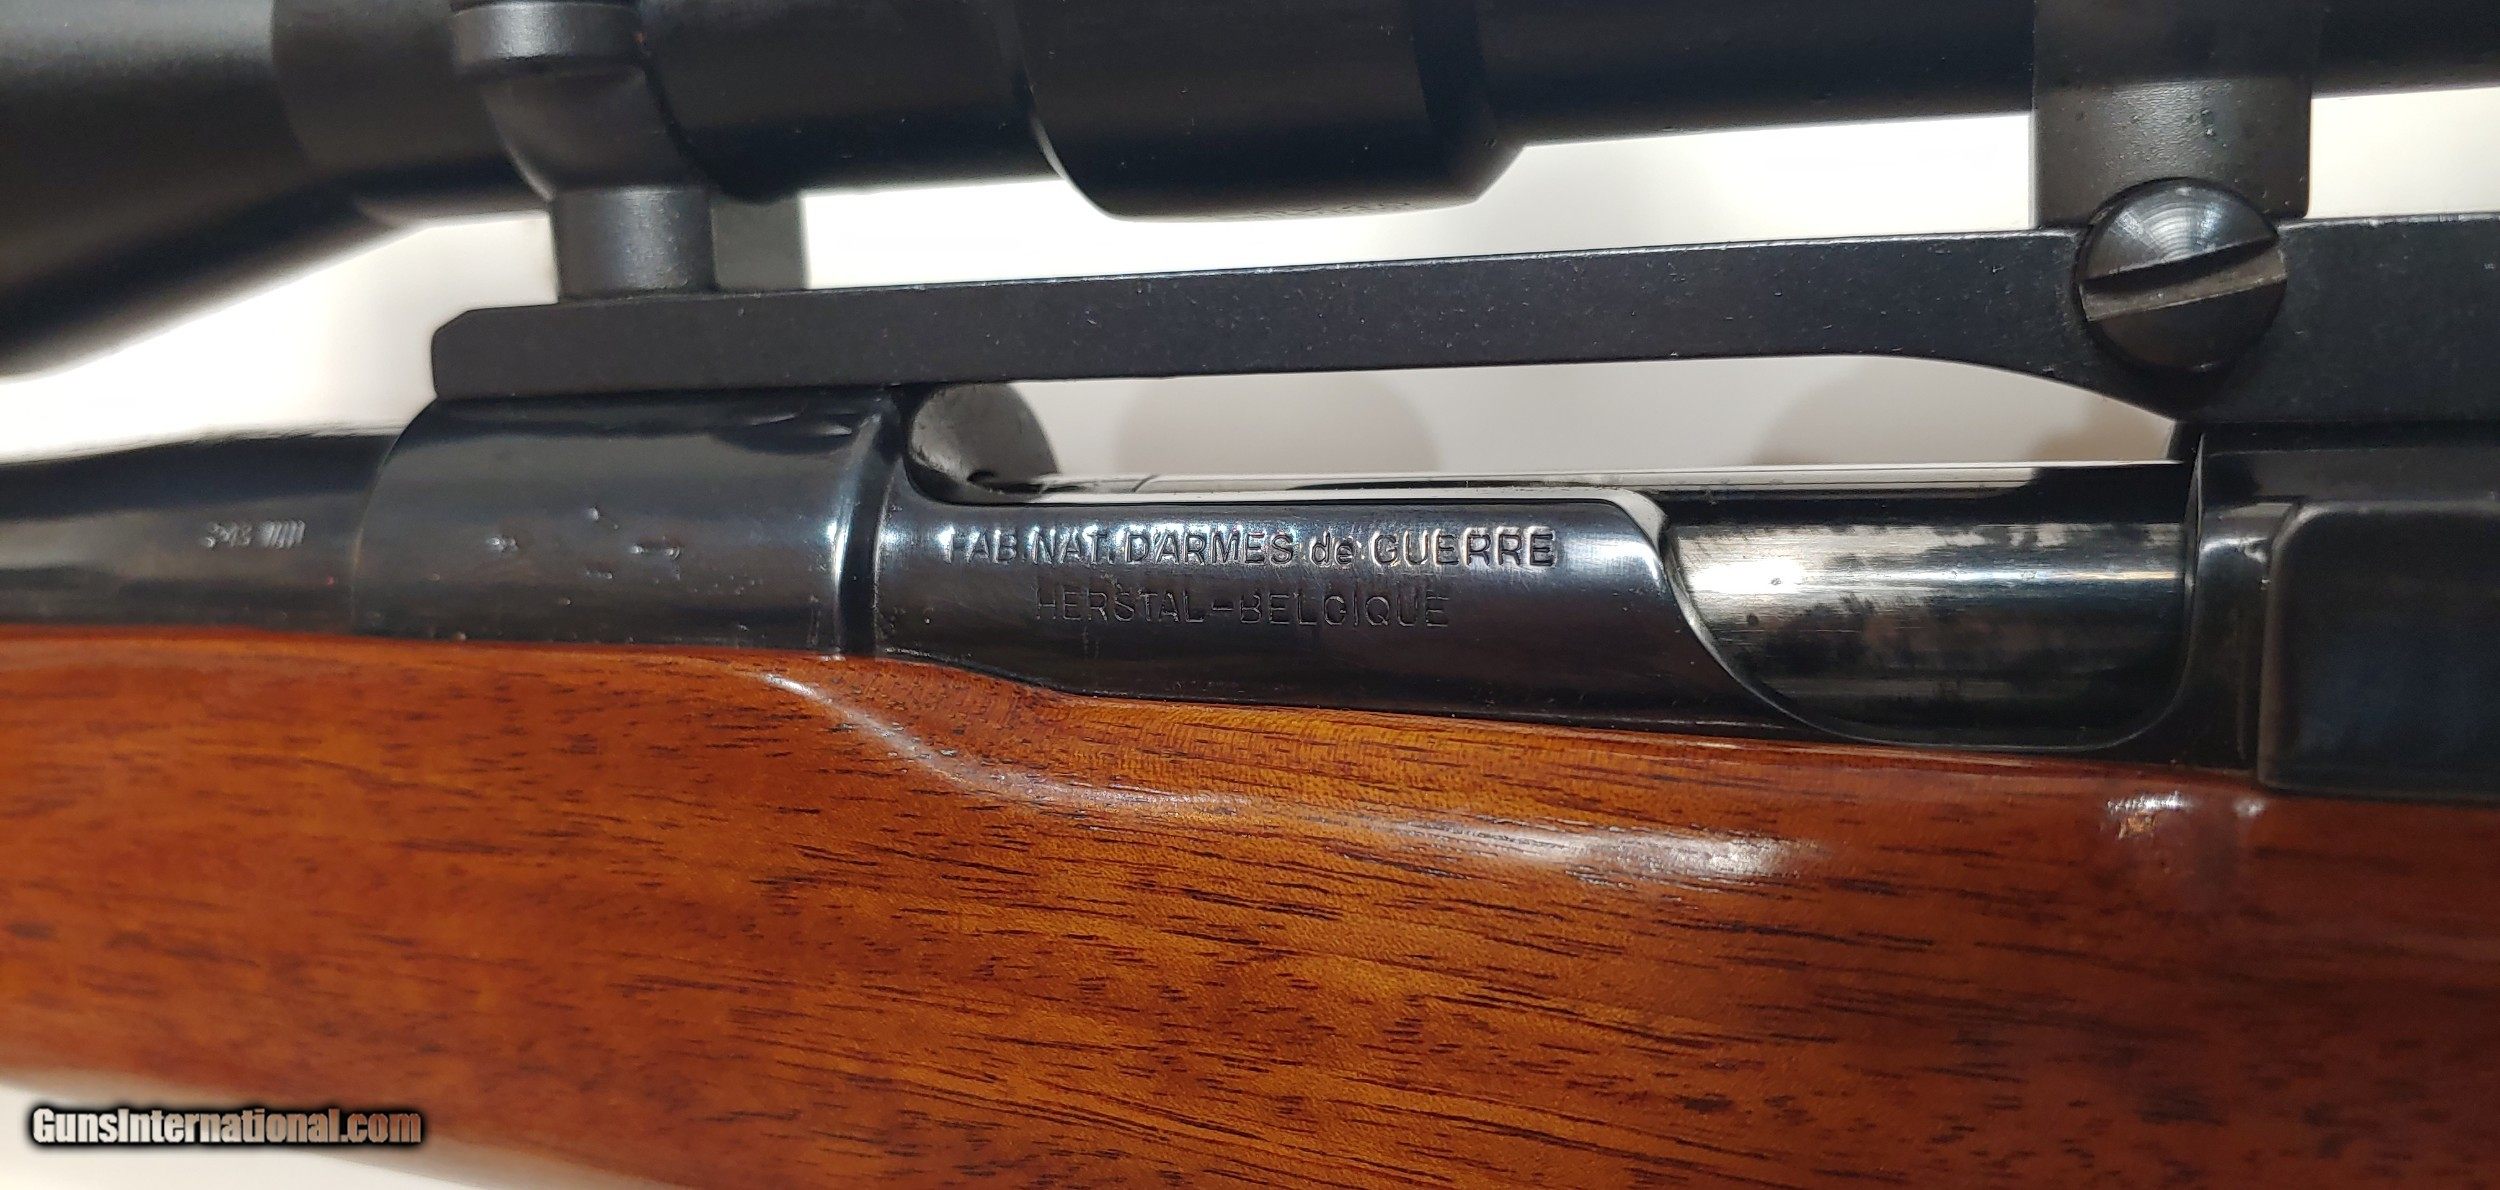 FAB.NAT.D'ARMES de GUERRE
HERSTAL-BELGIQUE
GunsInternational.com